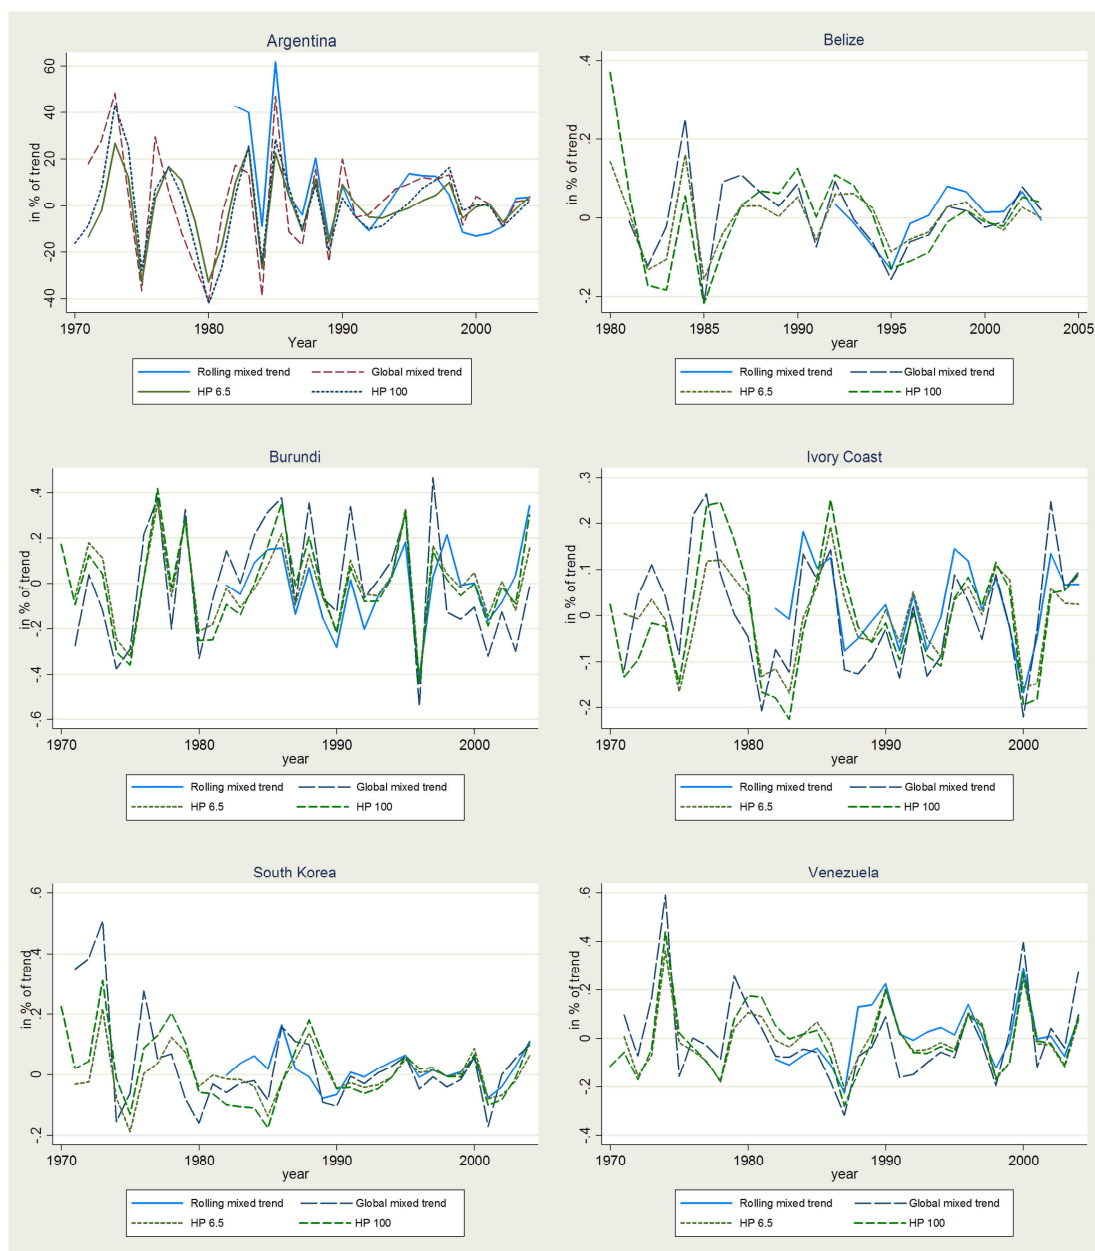 Argentina
in % of trend
60
40
20
0
-20
-40
1970
1980
1990
2000
Year
Rolling mixed trend
Global mixed trend
HP 6.5
HP 100
Belize
in % of trend
.4
.2
0
-.2
1980
1985
1990
1995
2000
2005
year
Rolling mixed trend
Global mixed trend
HP 6.5
HP 100
Burundi
in % of trend
.4
.2
0
-.2
-.4
-.6
1970
1980
1990
2000
year
Rolling mixed trend
Global mixed trend
HP 6.5
HP 100
Ivory Coast
in % of trend
.3
.2
.1
0
-.1
-.2
1970
1980
1990
2000
year
Rolling mixed trend
Global mixed trend
HP 6.5
HP 100
South Korea
in % of trend
.6
.4
.2
0
-.2
1970
1980
1990
2000
year
Rolling mixed trend
Global mixed trend
HP 6.5
HP 100
Venezuela
in % of trend
.6
.4
.2
0
-.2
-.4
1970
1980
1990
2000
year
Rolling mixed trend
Global mixed trend
HP 6.5
HP 100